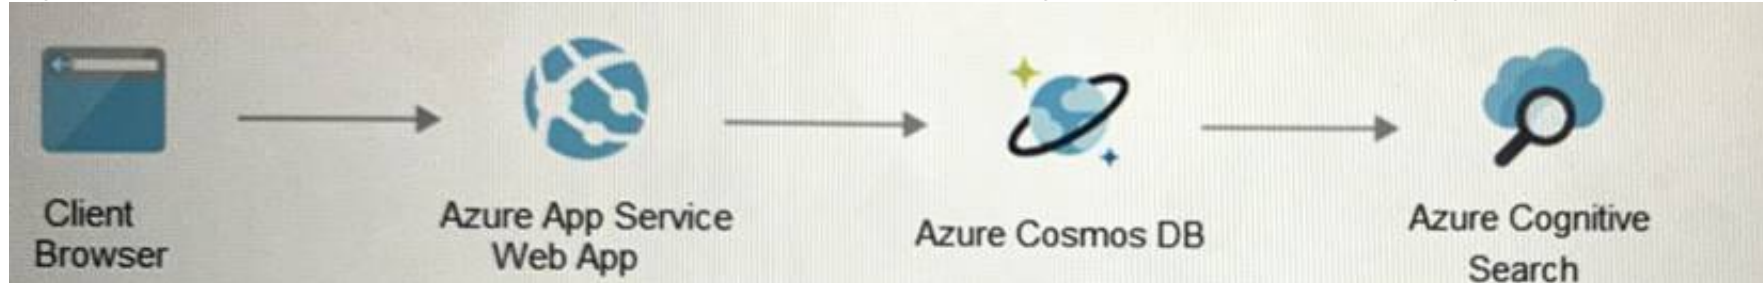 Client
Browser
Azure App Service
Web App
Azure Cosmos DB
Azure Cognitive
Search